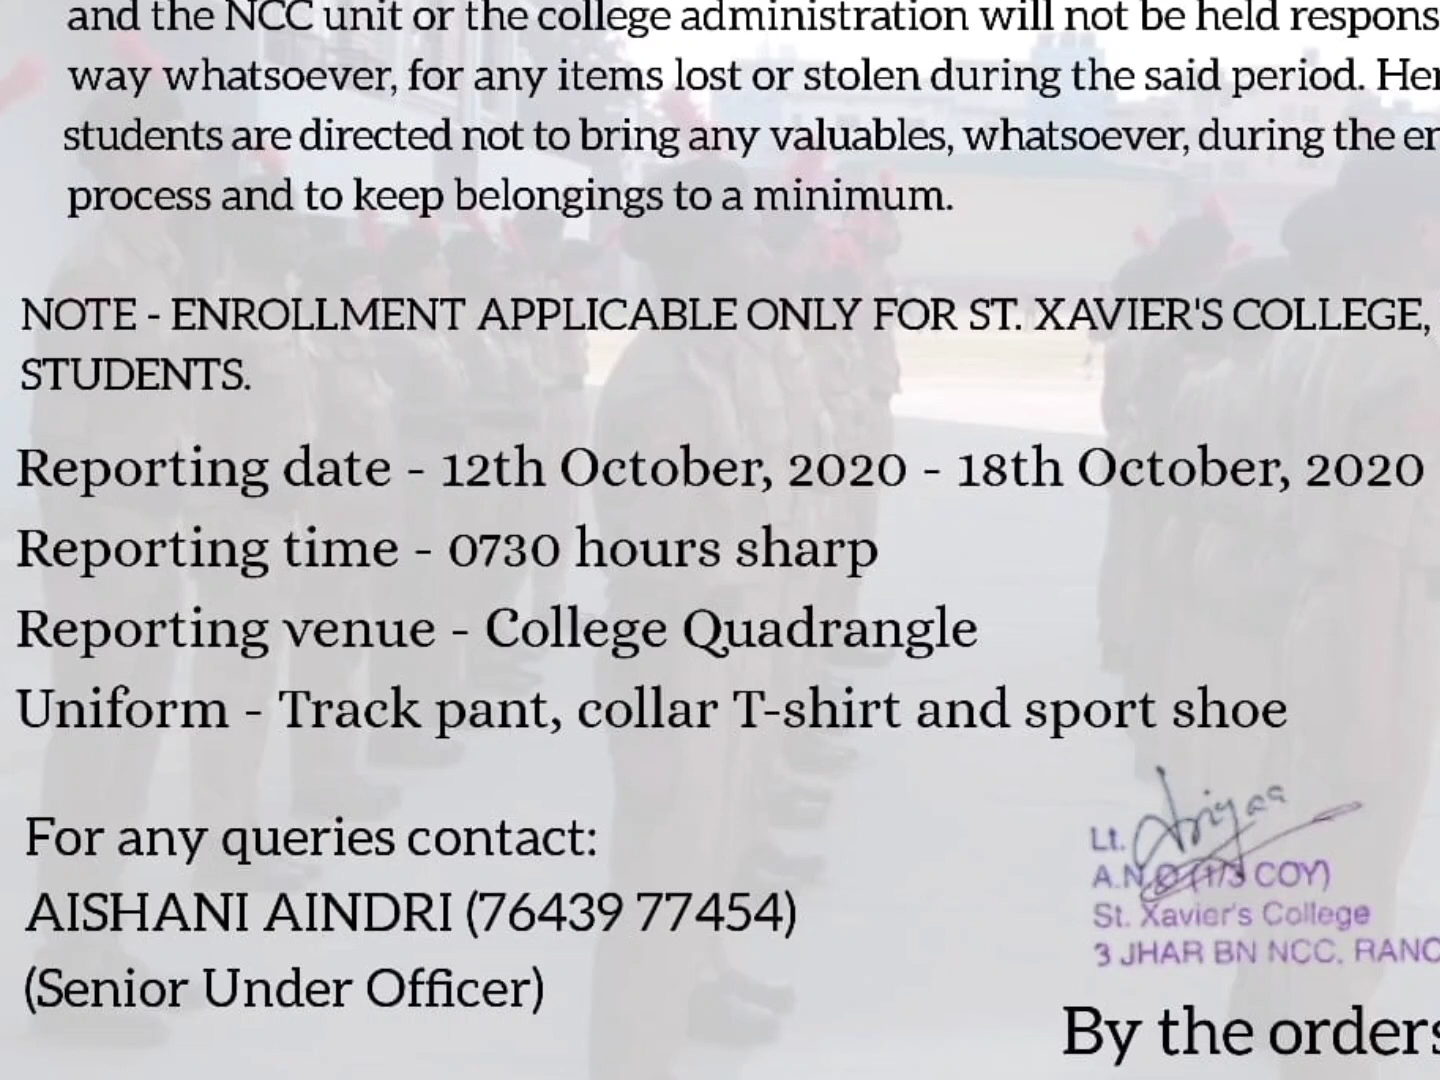 and the NCC unit or the college administration will not be held respons
way whatsoever, for any items lost or stolen during the said period. Her
students are directed not to bring any valuables, whatsoever, during the en
process and to keep belongings to a minimum.
NOTE - ENROLLMENT APPLICABLE ONLY FOR ST. XAVIER'S COLLEGE,
STUDENTS.
Reporting date - 12th October, 2020 - 18th October, 2020
Reporting time - 0730 hours sharp
Reporting venue - College Quadrangle
Uniform - Track pant, collar T-shirt and sport shoe
For any queries contact:
AISHANI AINDRI (76439 77454)
(Senior Under Officer)
Lt.
A.N.O (1/3 COY)
St. Xavier's College
3 JHAR BN NCC, RANC
By the orders